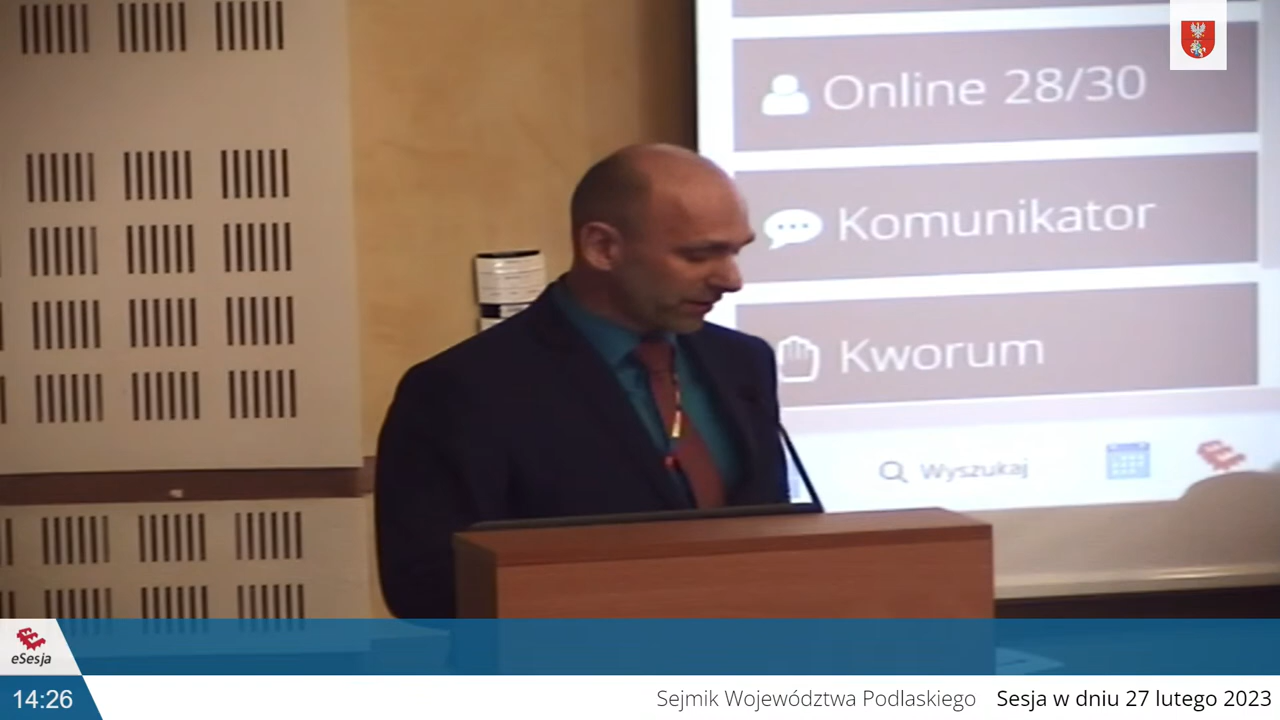 Online 28/30
Komunikator
Kworum
Wyszukaj
eSesja
14:26
Sejmik Województwa Podlaskiego
Sesja w dniu 27 lutego 2023